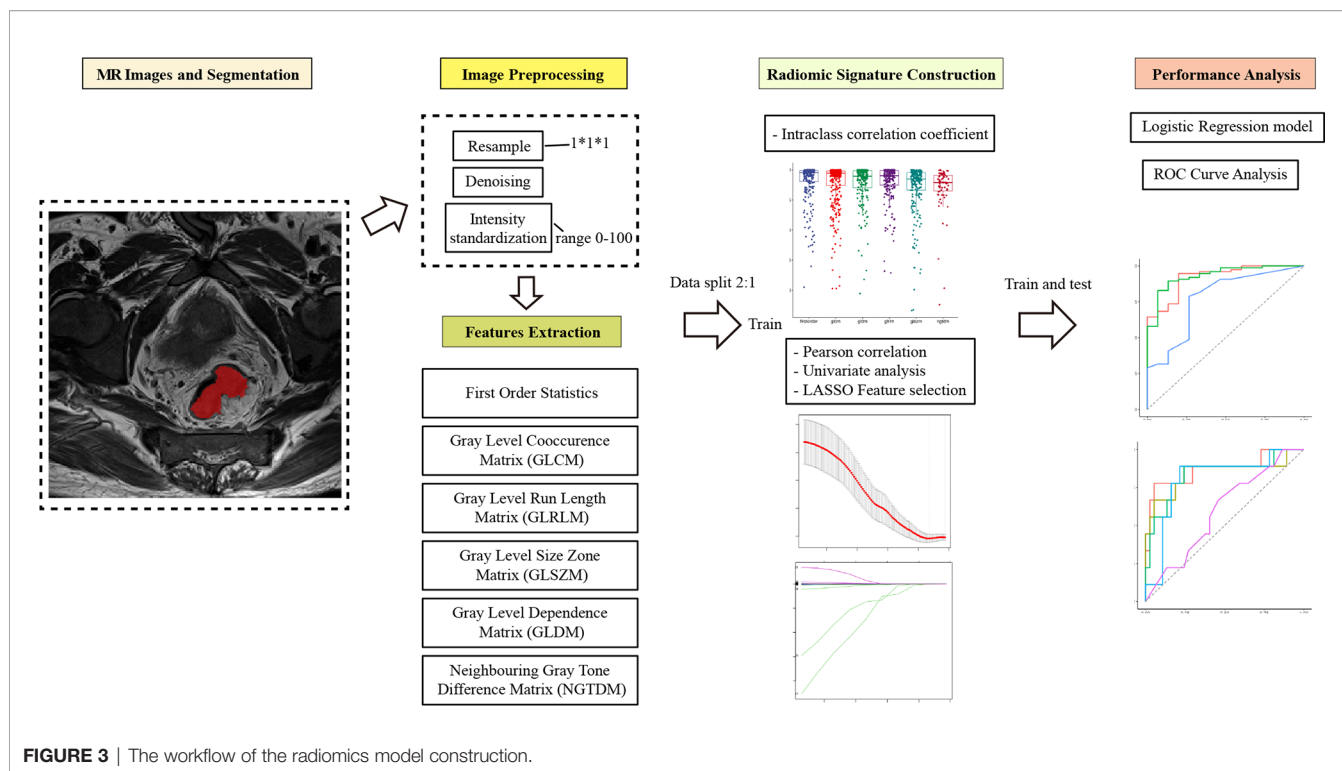 MR Images and Segmentation
Image Preprocessing
Resample
1*1*1
Denoising
Intensity
standardization
range 0-100
Features Extraction
First Order Statistics
Gray Level Cooccurence
Matrix (GLCM)
Gray Level Run Length
Matrix (GLRLM)
Gray Level Size Zone
Matrix (GLSZM)
Gray Level Dependence
Matrix (GLDM)
Neighbouring Gray Tone
Difference Matrix (NGTDM)
Data split 2:1
Train
Radiomic Signature Construction
- Intraclass correlation coefficient
- Pearson correlation
- Univariate analysis
- LASSO Feature selection
Train and test
Performance Analysis
Logistic Regression model
ROC Curve Analysis
FIGURE 3 | The workflow of the radiomics model construction.